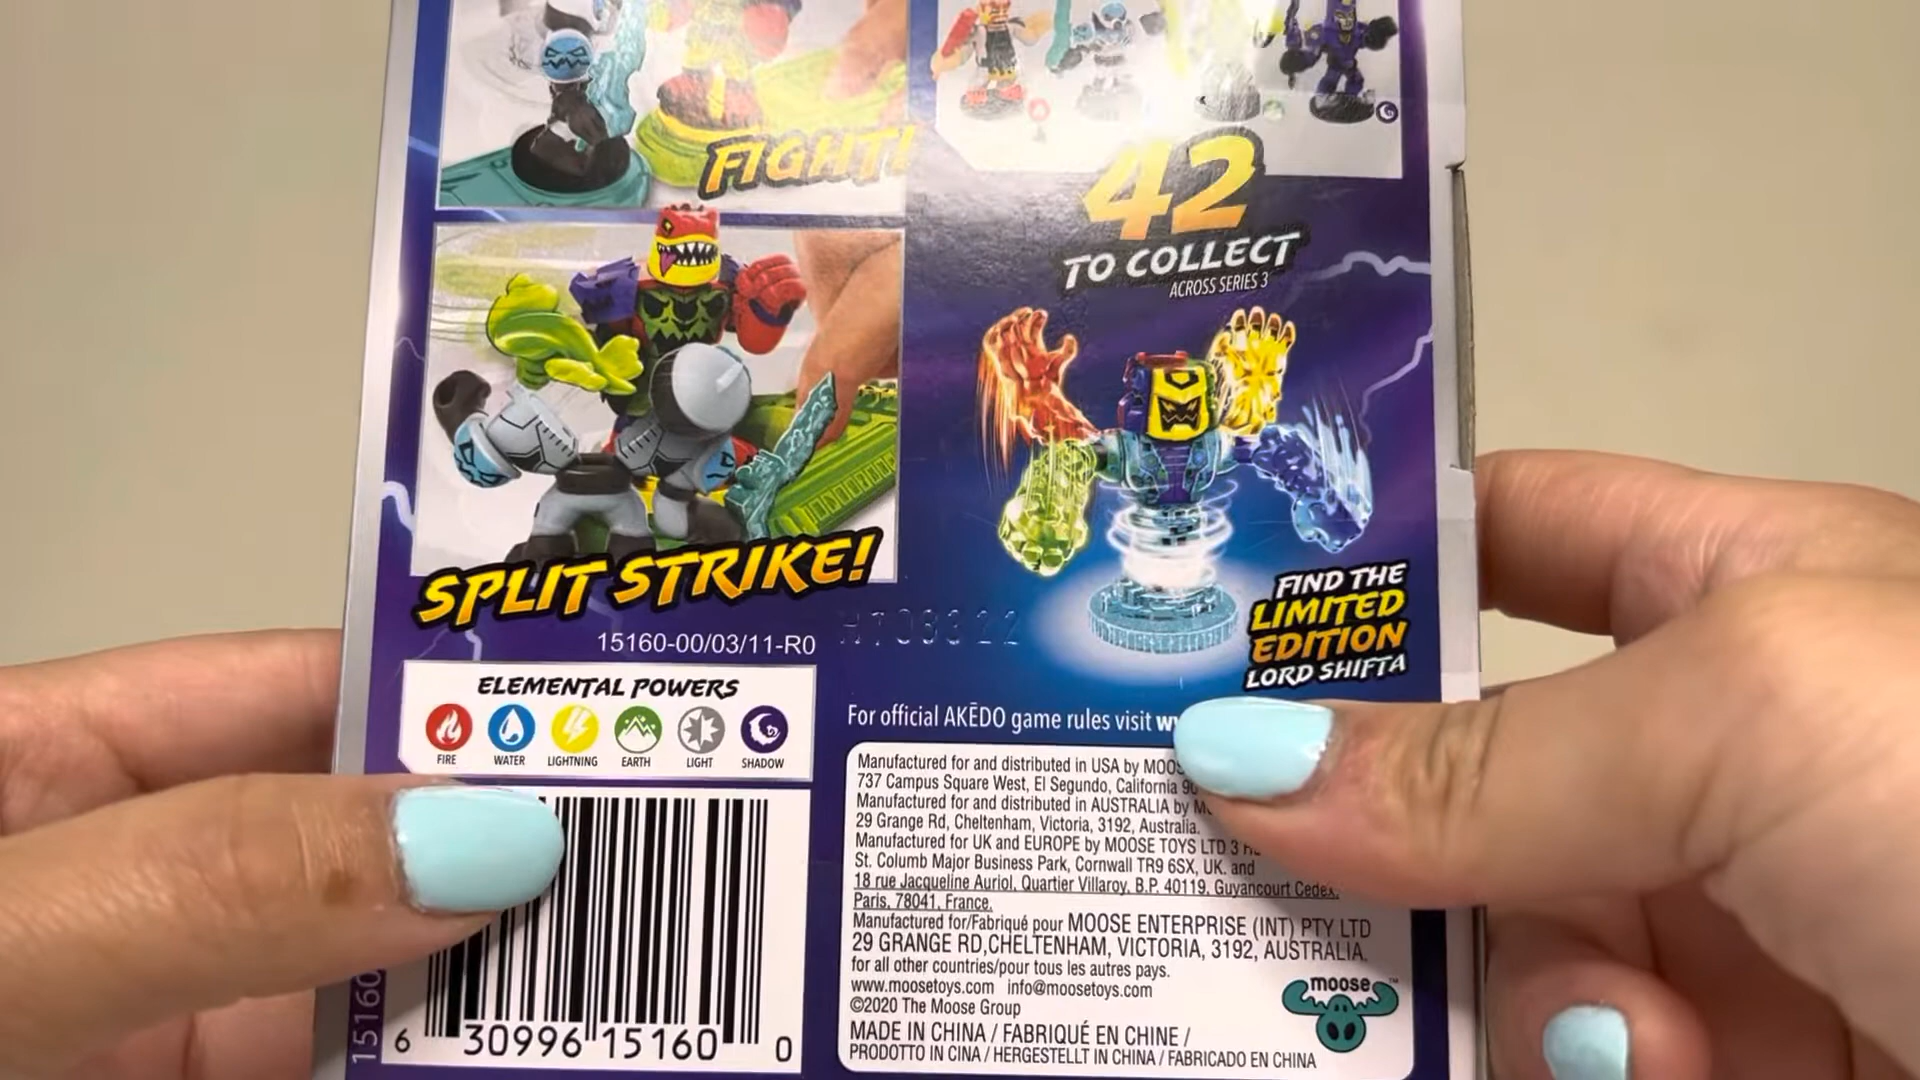 FIGHT!
42
TO COLLECT
ACROSS SERIES 3
SPLIT STRIKE!
15160-00/03/11-R0
FIND THE
LIMITED
EDITION
LORD SHIFTA
ELEMENTAL POWERS
FIRE WATER LIGHTNING EARTH LIGHT SHADOW
For official AKĒDO game rules visit
Manufactured for and distributed in USA by
737 Campus Square West, El Segundo, California
Manufactured for and distributed in AUSTRALIA by
29 Grange Rd, Cheltenham, Victoria, 3192, Australia.
Manufactured for UK and EUROPE by MOOSE TOYS LTD 3
St. Columb Major Business Park, Cornwall TR9 6SX, UK. and
18 rue Jacqueline Auriol, Quartier Villaroy, B.P. 40119, Guyancourt Cedex,
Paris, 78041, France.
Manufactured for/Fabriqué pour MOOSE ENTERPRISE (INT) PTY LTD
29 GRANGE RD,CHELTENHAM, VICTORIA, 3192, AUSTRALIA.
for all other countries/pour tous les autres pays.
www.moosetoys.com info@moosetoys.com
©2020 The Moose Group
MADE IN CHINA / FABRIQUÉ EN CHINE /
PRODOTTO IN CINA / HERGESTELLT IN CHINA / FABRICADO EN CHINA
moose™
15160
6 30996 15160 0